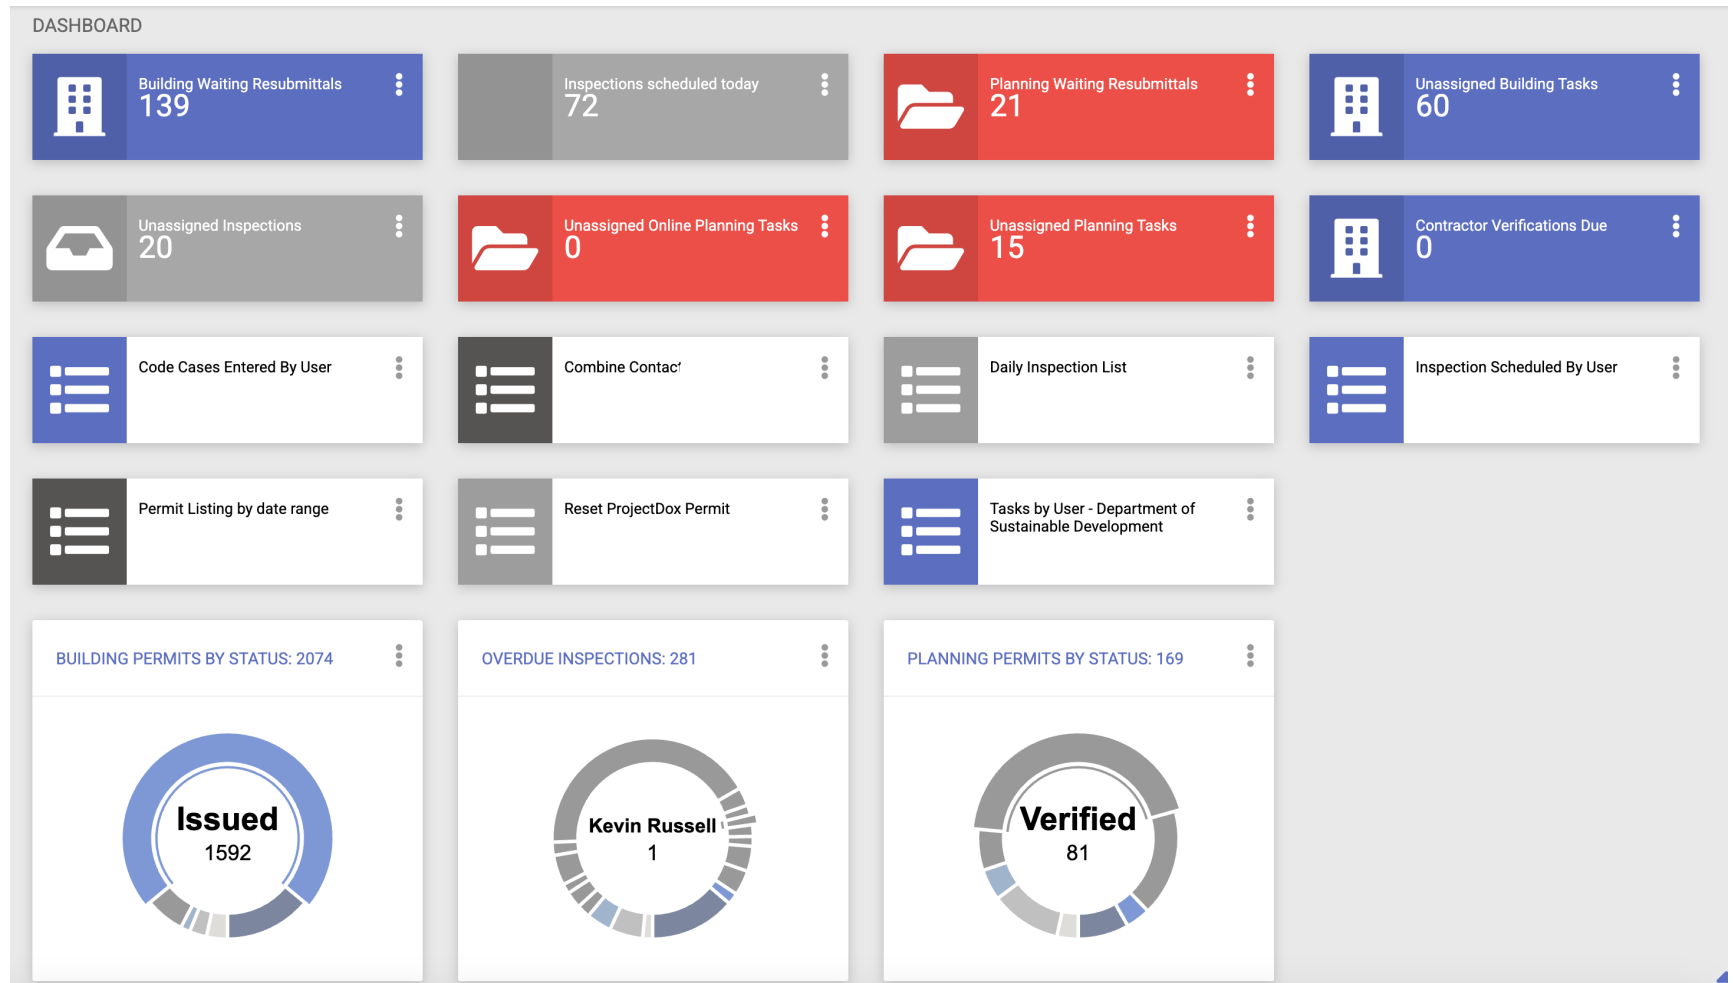 DASHBOARD
Building Waiting Resubmittals
139
Inspections scheduled today
72
Planning Waiting Resubmittals
21
Unassigned Building Tasks
60
Unassigned Inspections
20
Unassigned Online Planning Tasks
0
Unassigned Planning Tasks
15
Contractor Verifications Due
0
Code Cases Entered By User
Combine Contact
Daily Inspection List
Inspection Scheduled By User
Permit Listing by date range
Reset ProjectDox Permit
Tasks by User - Department of
Sustainable Development
BUILDING PERMITS BY STATUS: 2074
Issued
1592
OVERDUE INSPECTIONS: 281
Kevin Russell
1
PLANNING PERMITS BY STATUS: 169
Verified
81